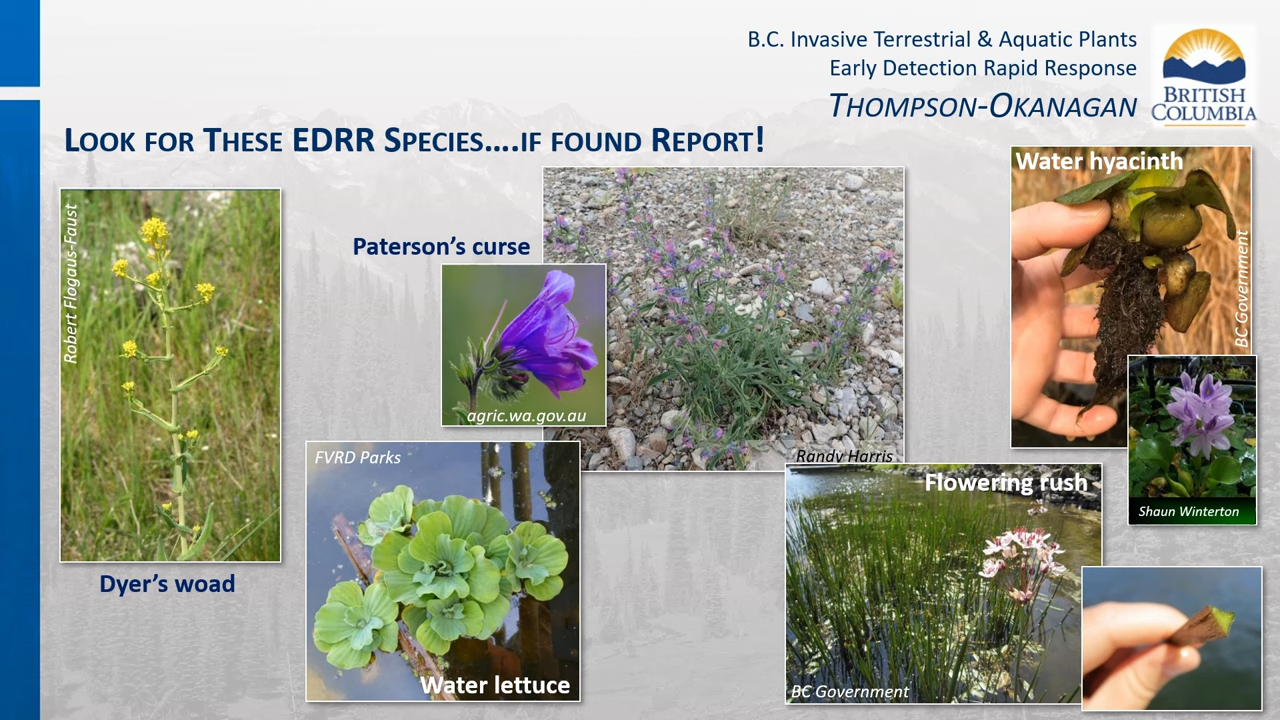 B.C. Invasive Terrestrial & Aquatic Plants
Early Detection Rapid Response
THOMPSON-OKANAGAN
BRITISH
COLUMBIA
LOOK FOR THESE EDRR SPECIES....IF FOUND REPORT!
Robert Flogaus-Faust
Dyer's woad
Paterson's curse
agric.wa.gov.au
Randy Harris
Water hyacinth
BC Government
Shaun Winterton
FVRD Parks
Water lettuce
Flowering rush
BC Government